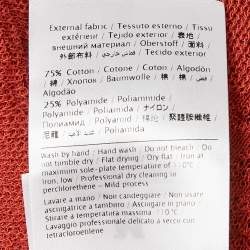 External fabric / Tessuto esterno / Tissu
extérieur / Tejido exterior / 表地 /
внешний материал / Oberstoff / 面料 /
外部布料 / قماش خارجي
75% Cotton / Cotone / Coton / Algodón /
綿 / Хлопок / Baumwolle / 棉 / 棉 /
Algodão
25% Polyamide / Poliammide /
Polyamide / Poliamida / ナイロン /
Полиамид / Polyamid / 聚醯胺纖維 /
Poliamida
Wash by hand / Hand wash / Do not bleach / Do
not tumble dry / Flat drying / Dry flat / Iron at
maximum sole-plate temperature of 110°C
Iron, low / Professional dry cleaning in
perchlorethene - Mild process
Lavare a mano / Non candeggiare / Non usare
asciugatrice a tamburo / Asciugare in piano /
Stirare a temperatura massima 110°C
Lavaggio professionale delicato a secco con
tetracloroetilene